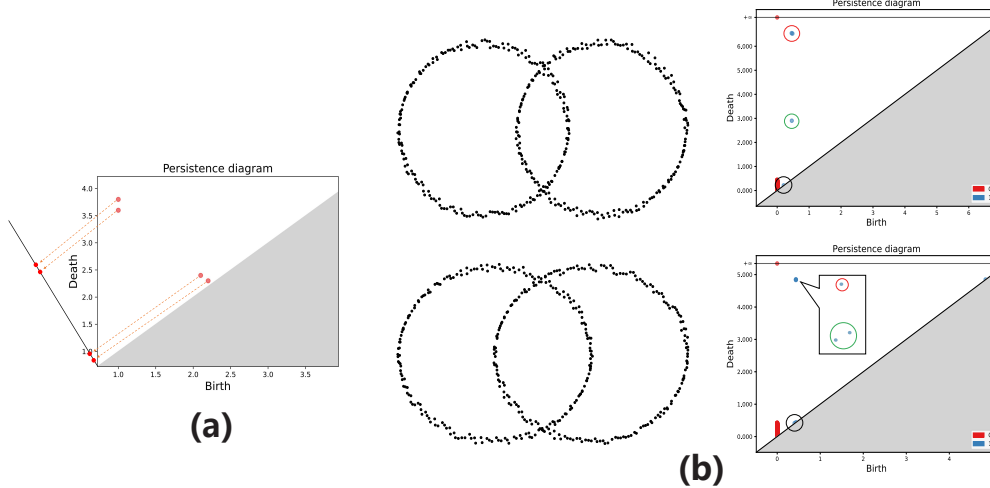 Persistence diagram
Death
4.0
3.5
3.0
2.5
2.0
1.5
1.0
1.0 1.5 2.0 2.5 3.0 3.5
Birth
(a)
Persistence diagram
Death
+∞
6,000
5,000
4,000
3,000
2,000
1,000
0,000
0 1 2 3 4 5 6
Birth
0
Persistence diagram
Death
+∞
5,000
4,000
3,000
2,000
1,000
0,000
0 1 2 3 4
Birth
0
(b)